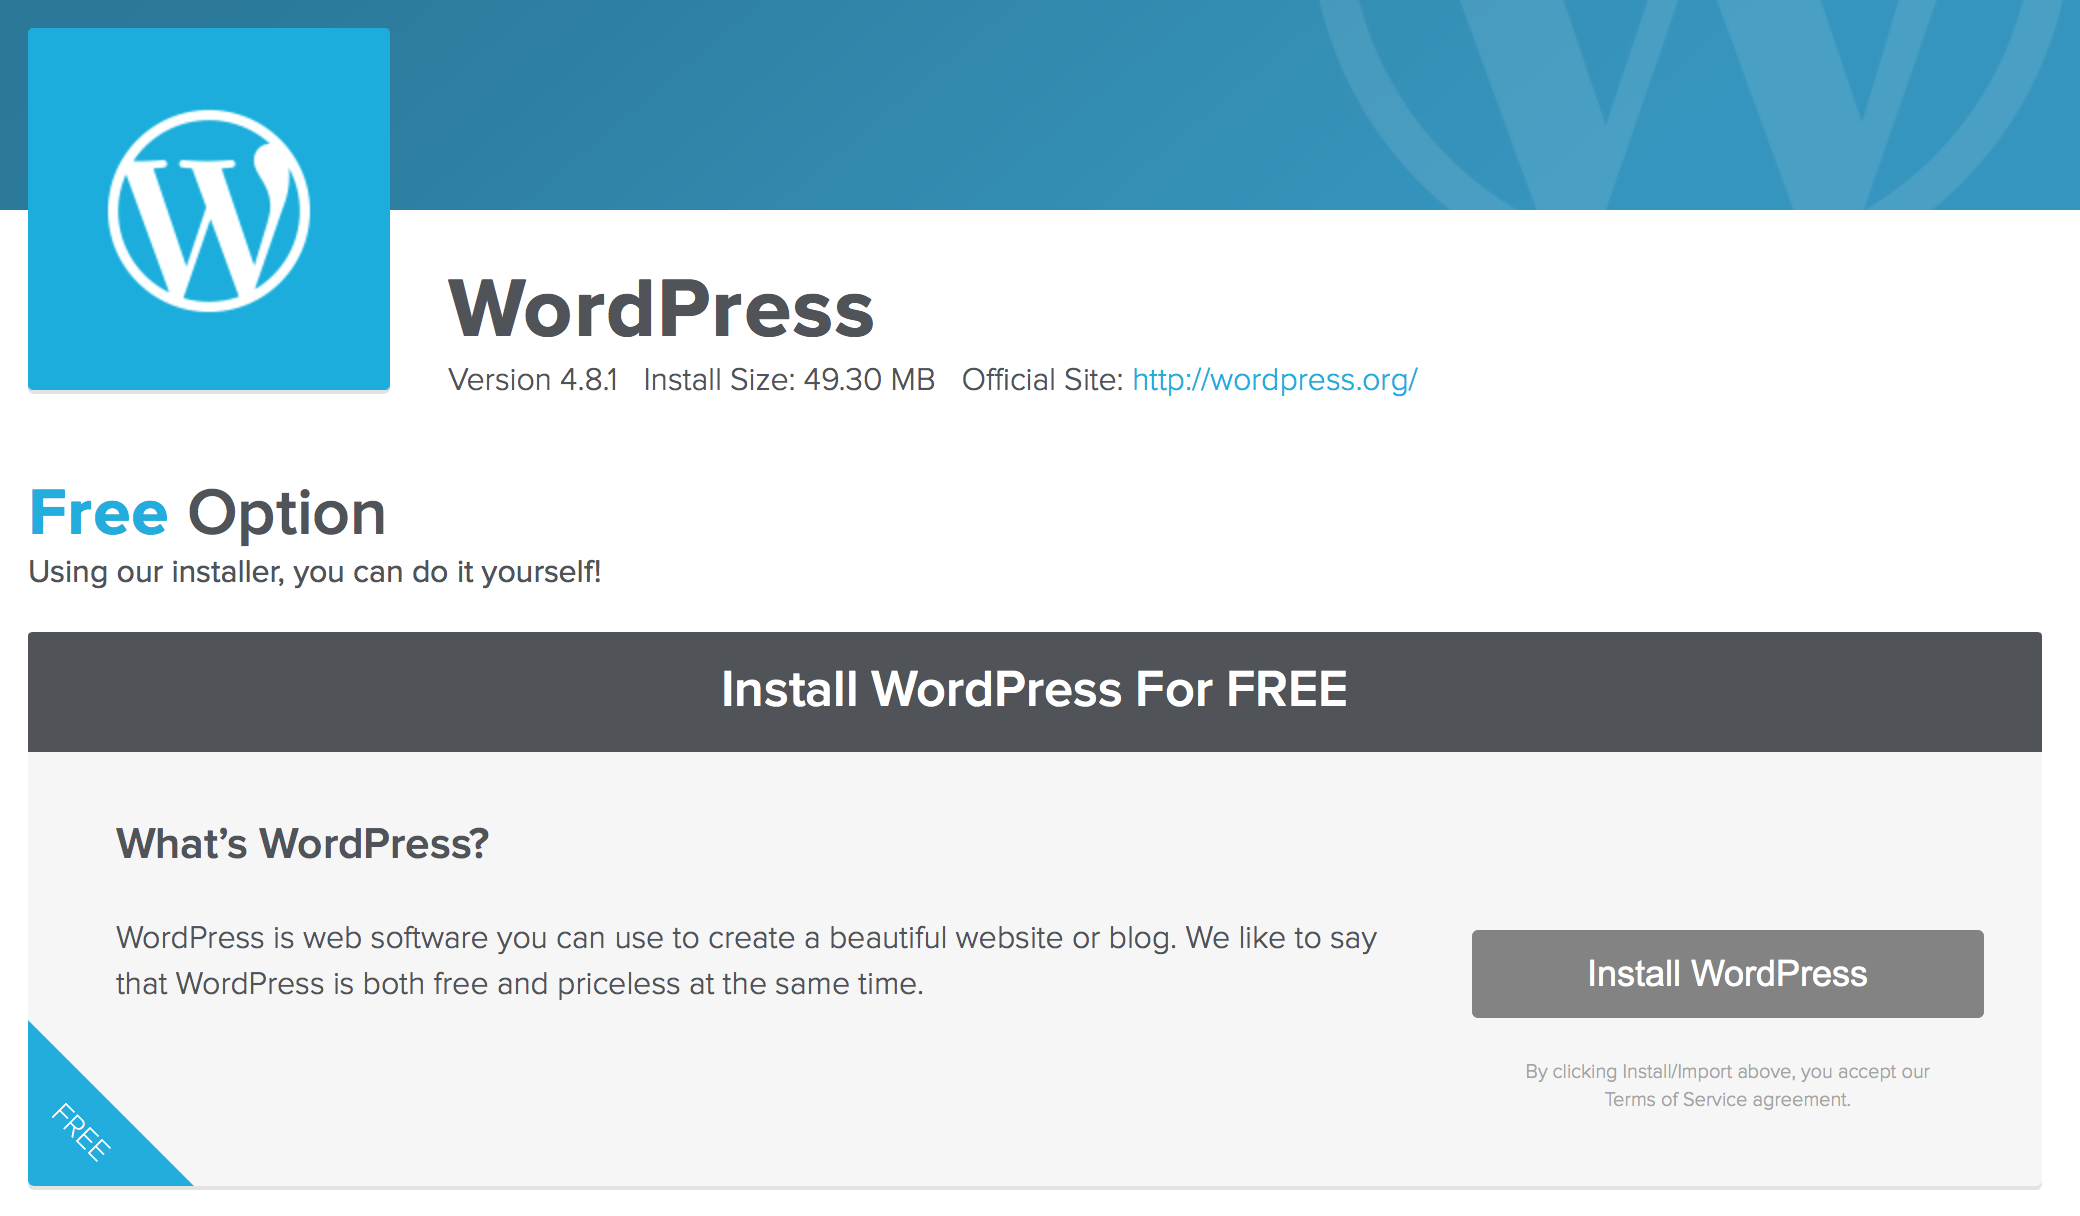 WordPress
Version 4.8.1 Install Size: 49.30 MB Official Site: http://wordpress.org/
Free Option
Using our installer, you can do it yourself!
Install WordPress For FREE
What’s WordPress?
WordPress is web software you can use to create a beautiful website or blog. We like to say
that WordPress is both free and priceless at the same time.
Install WordPress
By clicking Install/Import above, you accept our
Terms of Service agreement.
FREE